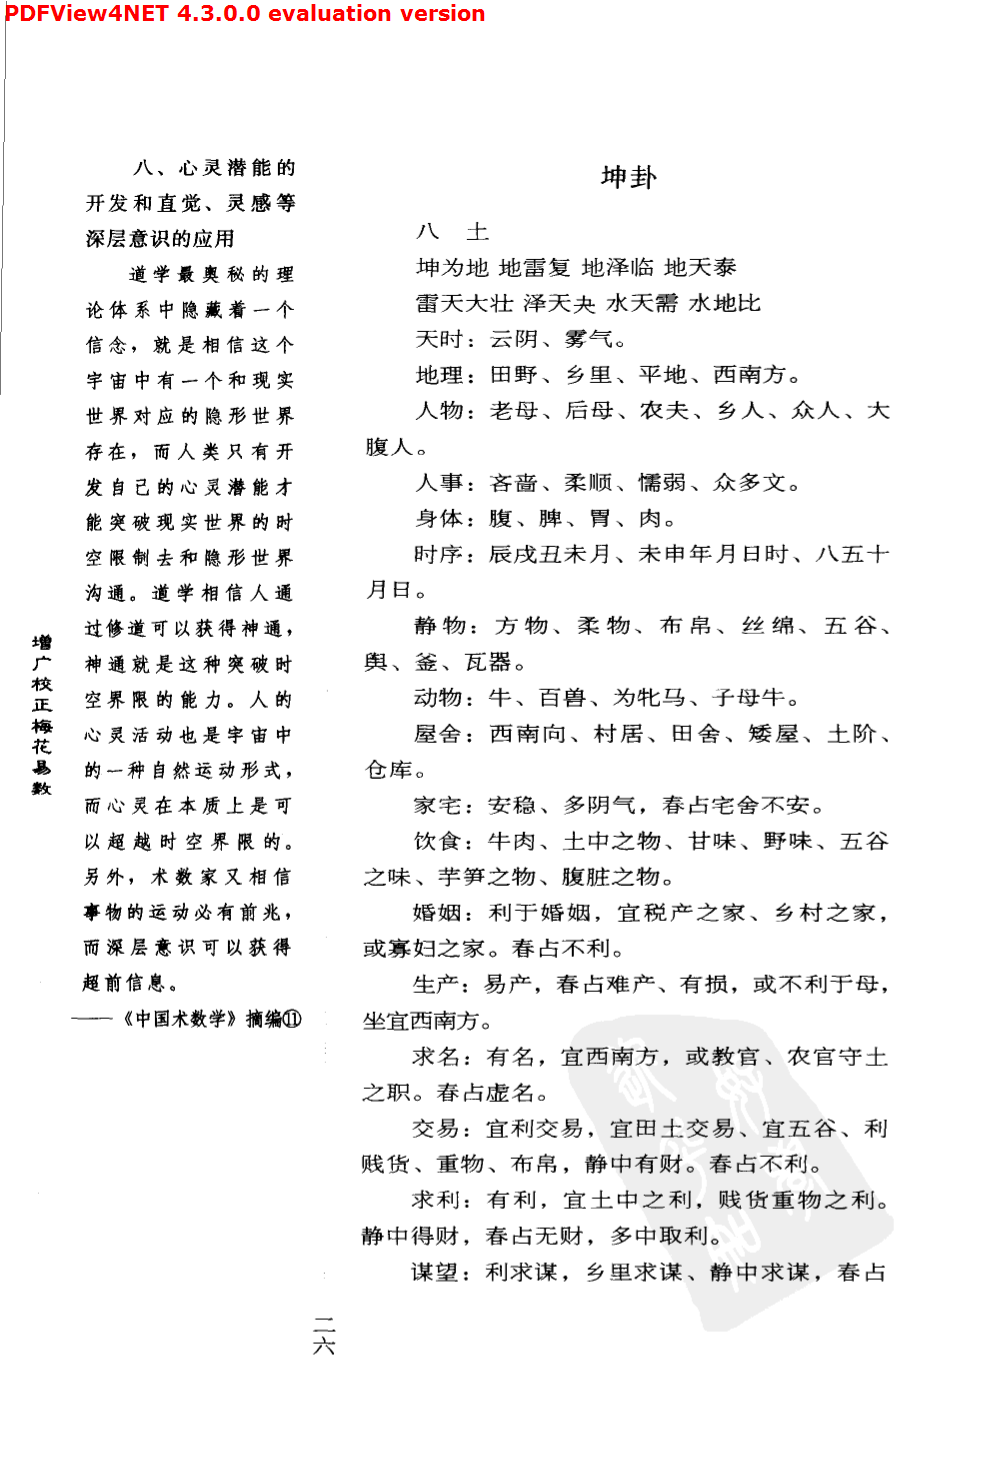 PDFView4NET 4.3.0.0 evaluation version
八、心灵潜能的
开发和直觉、灵感等
深层意识的应用
道学最奥秘的理
论体系中隐藏着一个
信念，就是相信这个
宇宙中有一个和现实
世界对应的隐形世界
存在，而人类只有开
发自己的心灵潜能才
能突破现实世界的时
空限制去和隐形世界
沟通。道学相信人通
过修道可以获得神通，
神通就是这种突破时
空界限的能力。人的
心灵活动也是宇宙中
的一种自然运动形式，
而心灵在本质上是可
以超越时空界限的。
另外，术数家又相信
事物的运动必有前兆，
而深层意识可以获得
超前信息。
——《中国术数学》摘编⑪
增广校正梅花易数
坤卦
八 土
坤为地 地雷复 地泽临 地天泰
雷天大壮 泽天夬 水天需 水地比
天时：云阴、雾气。
地理：田野、乡里、平地、西南方。
人物：老母、后母、农夫、乡人、众人、大
腹人。
人事：吝啬、柔顺、懦弱、众多文。
身体：腹、脾、胃、肉。
时序：辰戌丑未月、未申年月日时、八五十
月日。
静物：方物、柔物、布帛、丝绵、五谷、
舆、釜、瓦器。
动物：牛、百兽、为牝马、子母牛。
屋舍：西南向、村居、田舍、矮屋、土阶、
仓库。
家宅：安稳、多阴气，春占宅舍不安。
饮食：牛肉、土中之物、甘味、野味、五谷
之味、芋笋之物、腹脏之物。
婚姻：利于婚姻，宜税产之家、乡村之家，
或寡妇之家。春占不利。
生产：易产，春占难产、有损，或不利于母，
坐宜西南方。
求名：有名，宜西南方，或教官、农官守土
之职。春占虚名。
交易：宜利交易，宜田土交易、宜五谷、利
贱货、重物、布帛，静中有财。春占不利。
求利：有利，宜土中之利，贱货重物之利。
静中得财，春占无财，多中取利。
谋望：利求谋，乡里求谋、静中求谋，春占
二六